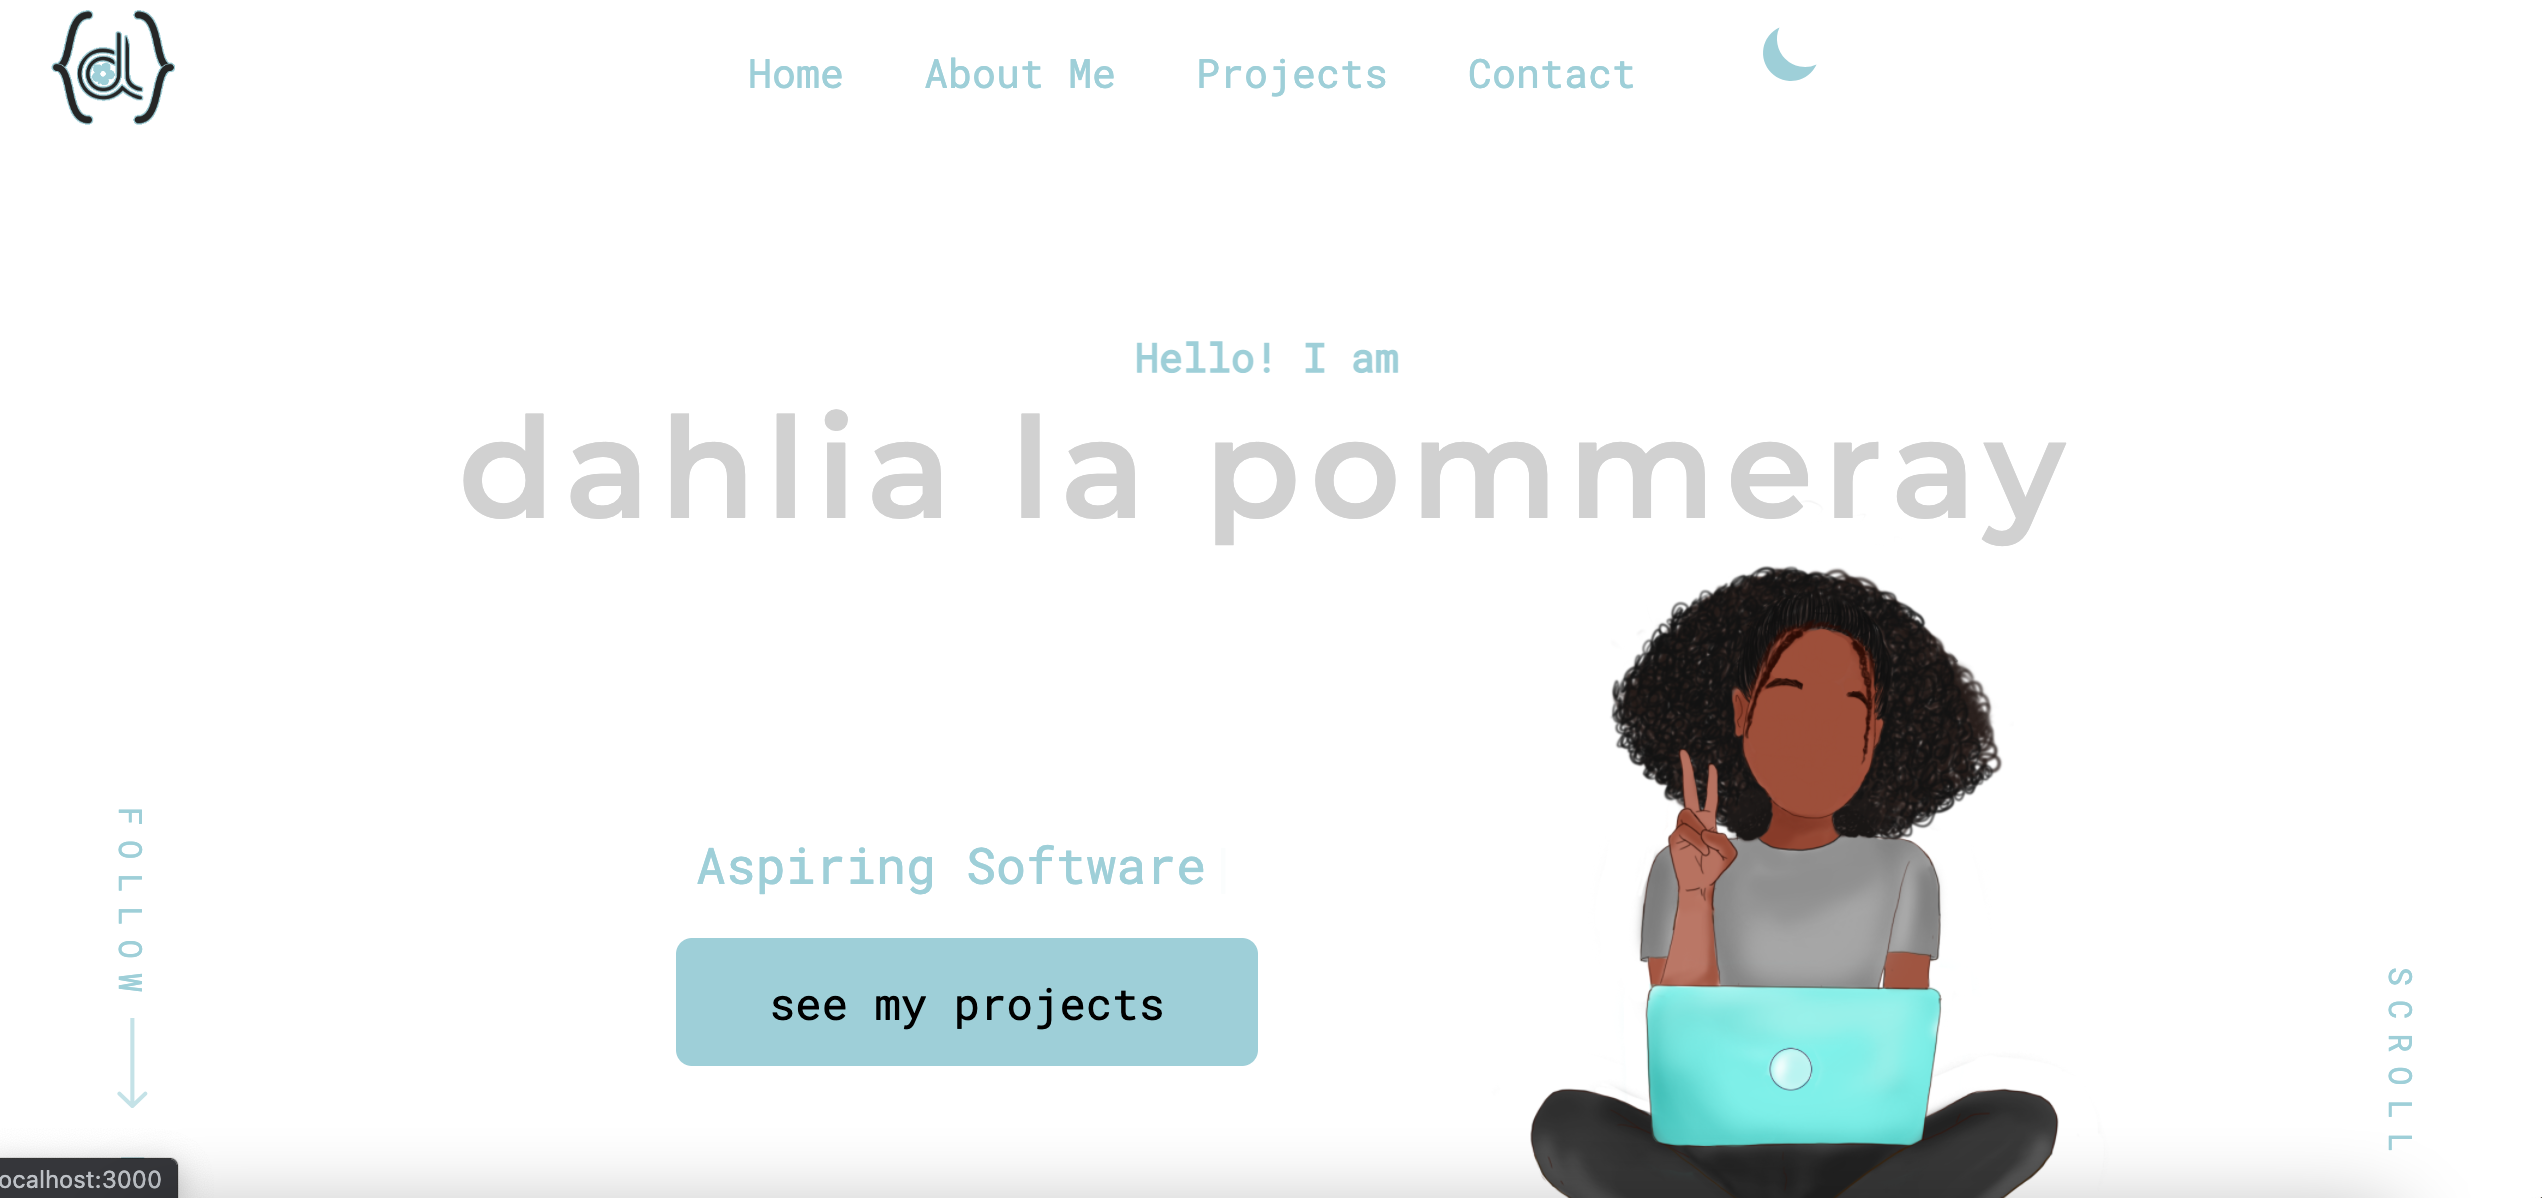 Home About Me Projects Contact
Hello! I am
dahlia la pommeray
Aspiring Software
see my projects
FOLLOW
SCROLL
ocalhost:3000